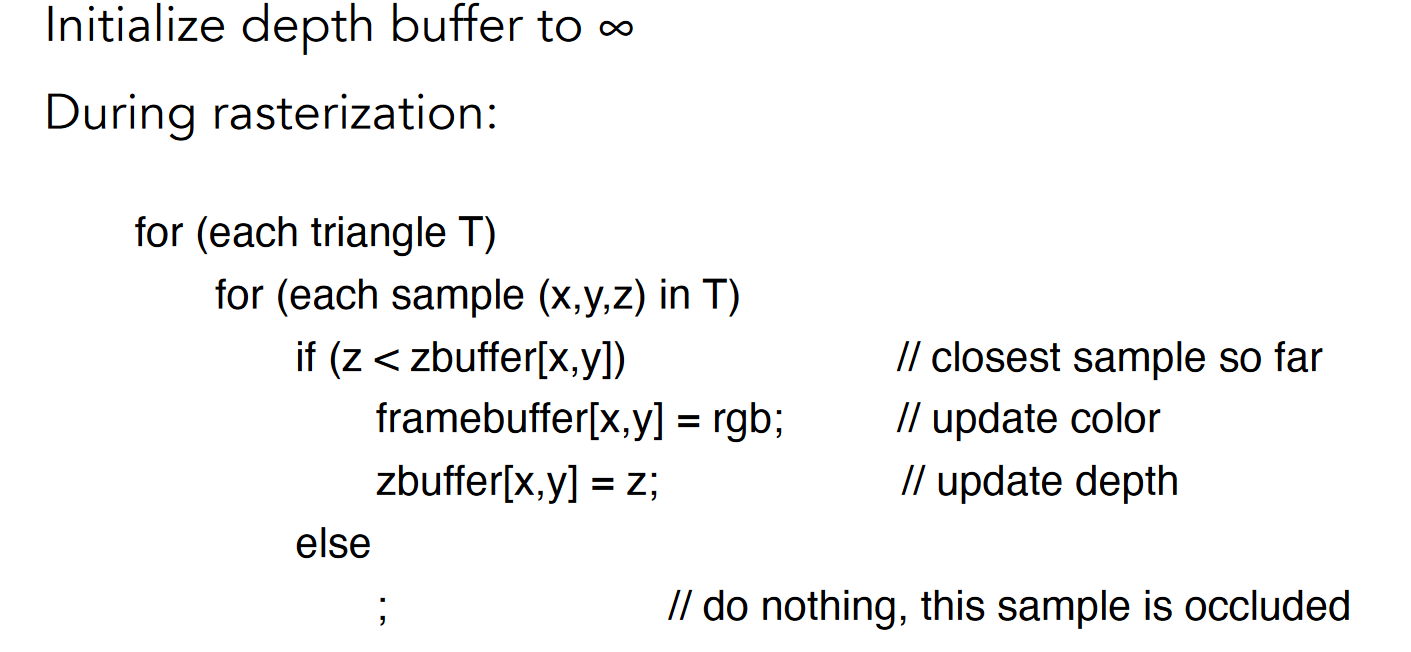 Initialize depth buffer to ∞
During rasterization:
for (each triangle T)
for (each sample (x,y,z) in T)
if (z < zbuffer[x,y]) // closest sample so far
framebuffer[x,y] = rgb; // update color
zbuffer[x,y] = z; // update depth
else
; // do nothing, this sample is occluded